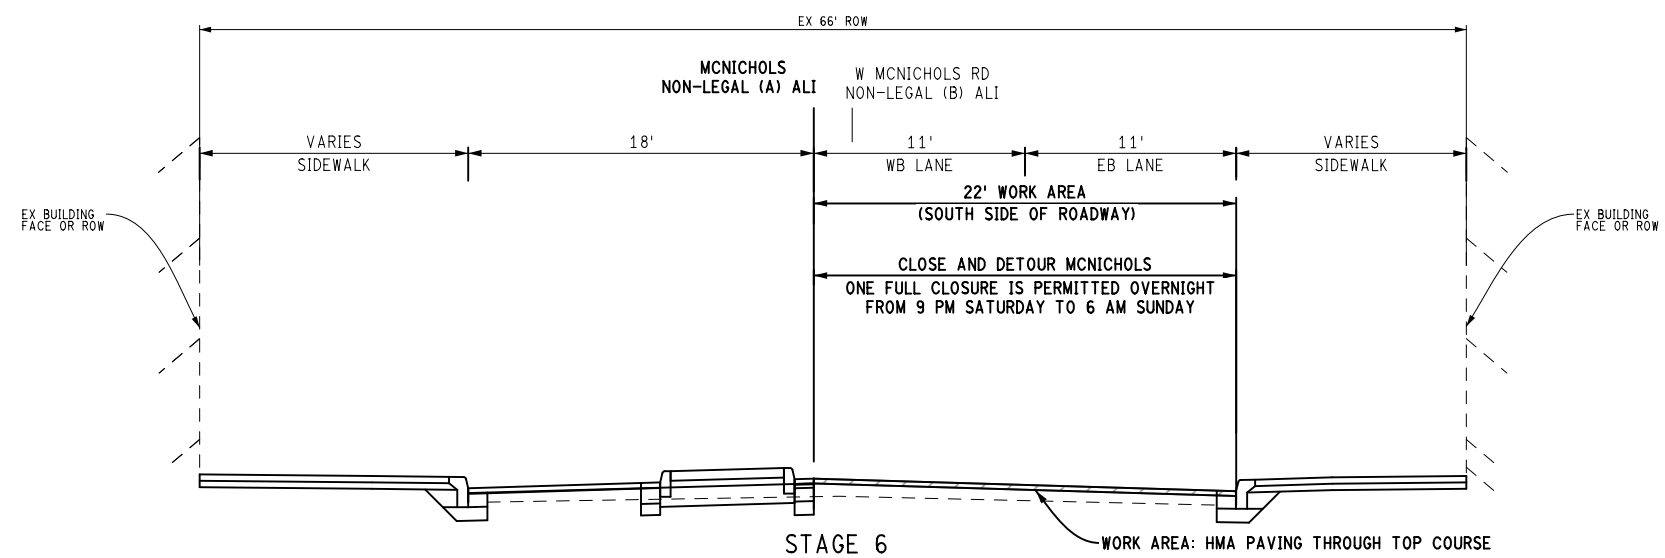 EX 66' ROW
MCNICHOLS
NON-LEGAL (A) ALI
W MCNICHOLS RD
NON-LEGAL (B) ALI
VARIES
SIDEWALK
18'
11'
WB LANE
11'
EB LANE
VARIES
SIDEWALK
22' WORK AREA
(SOUTH SIDE OF ROADWAY)
EX BUILDING
FACE OR ROW
EX BUILDING
FACE OR ROW
CLOSE AND DETOUR MCNICHOLS
ONE FULL CLOSURE IS PERMITTED OVERNIGHT
FROM 9 PM SATURDAY TO 6 AM SUNDAY
STAGE 6
WORK AREA: HMA PAVING THROUGH TOP COURSE